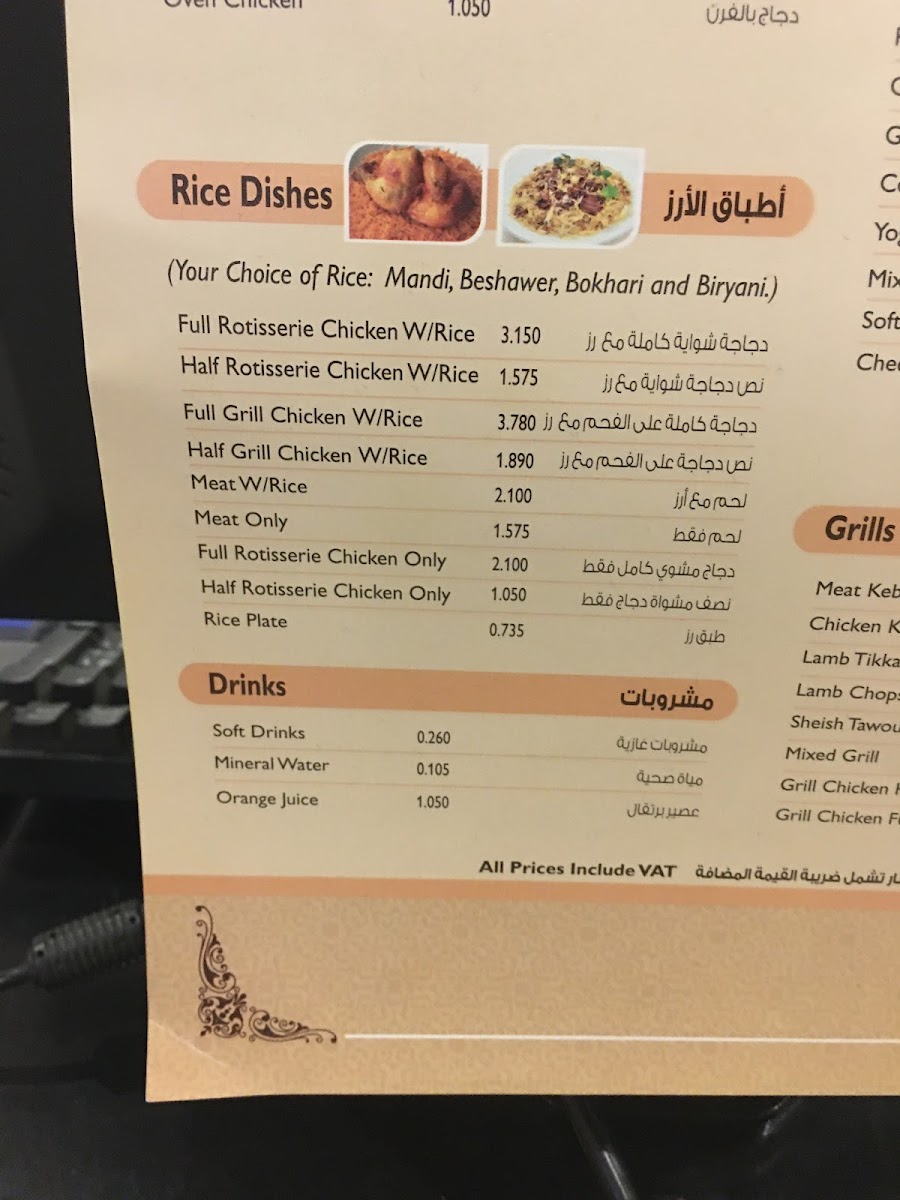 Oven Chicken 1.050 دجاج بالفرن
Rice Dishes أطباق الأرز
(Your Choice of Rice: Mandi, Beshawer, Bokhari and Biryani.)
Full Rotisserie Chicken W/Rice 3.150 دجاجة شواية كاملة مع رز
Half Rotisserie Chicken W/Rice 1.575 نص دجاجة شواية مع رز
Full Grill Chicken W/Rice 3.780 دجاجة كاملة على الفحم مع رز
Half Grill Chicken W/Rice 1.890 نص دجاجة على الفحم مع رز
Meat W/Rice 2.100 لحم مع أرز
Meat Only 1.575 لحم فقط
Full Rotisserie Chicken Only 2.100 دجاج مشوي كامل فقط
Half Rotisserie Chicken Only 1.050 نصف مشواة دجاج فقط
Rice Plate 0.735 طبق رز
Drinks مشروبات
Soft Drinks 0.260 مشروبات غازية
Mineral Water 0.105 مياة صحية
Orange Juice 1.050 عصير برتقال
All Prices Include VAT تشمل ضريبة القيمة المضافة
Mix
Soft
Grills
Meat
Chicken
Lamb Tikka
Lamb Chops
Sheish
Mixed Grill
Grill Chicken
Grill Chicken